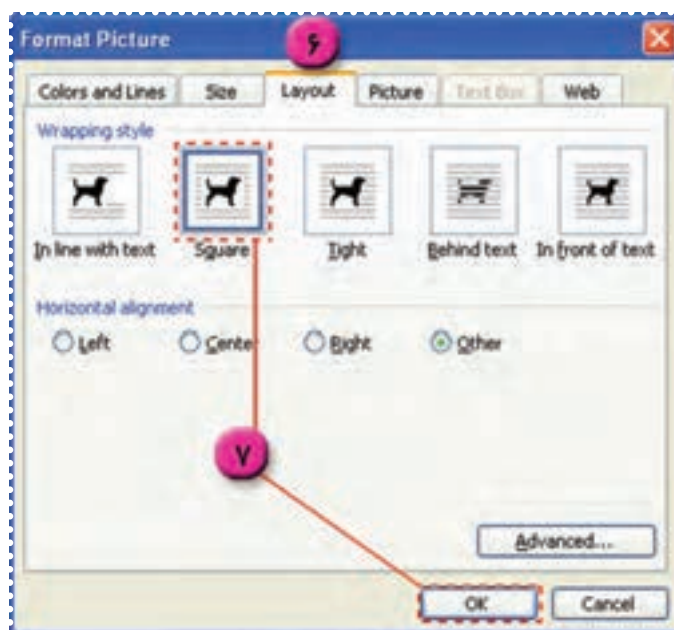 Format Picture
۶
Colors and Lines Size Layout Picture Text Box Web
Wrapping style
In line with text Square Tight Behind text In front of text
Horizontal alignment
Left Center Right Other
۷
Advanced...
OK Cancel